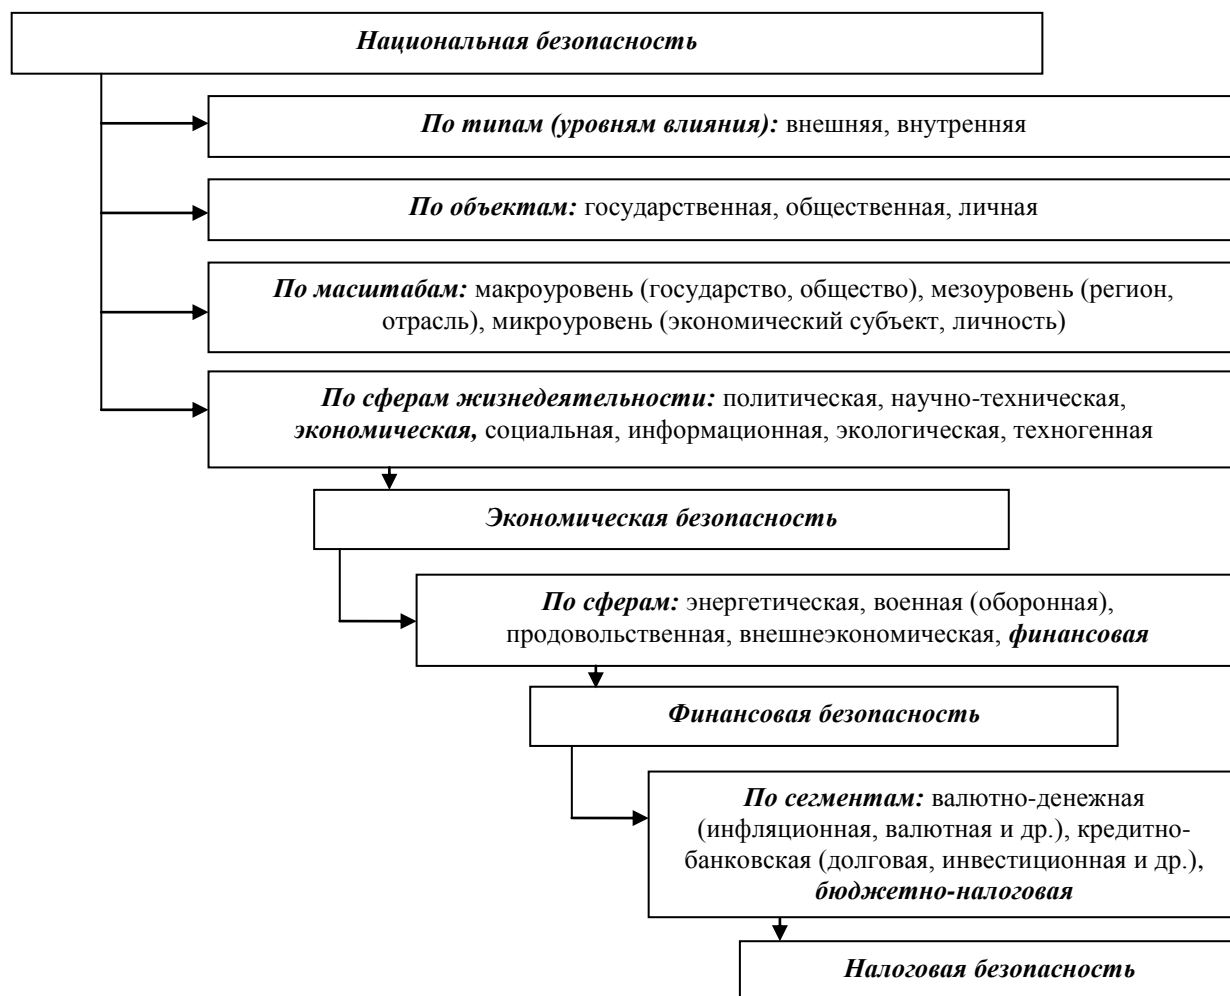 Национальная безопасность
По типам (уровням влияния): внешняя, внутренняя
По объектам: государственная, общественная, личная
По масштабам: макроуровень (государство, общество), мезоуровень (регион,
отрасль), микроуровень (экономический субъект, личность)
По сферам жизнедеятельности: политическая, научно-техническая,
экономическая, социальная, информационная, экологическая, техногенная
Экономическая безопасность
По сферам: энергетическая, военная (оборонная),
продовольственная, внешнеэкономическая, финансовая
Финансовая безопасность
По сегментам: валютно-денежная
(инфляционная, валютная и др.), кредитно-
банковская (долговая, инвестиционная и др.),
бюджетно-налоговая
Налоговая безопасность